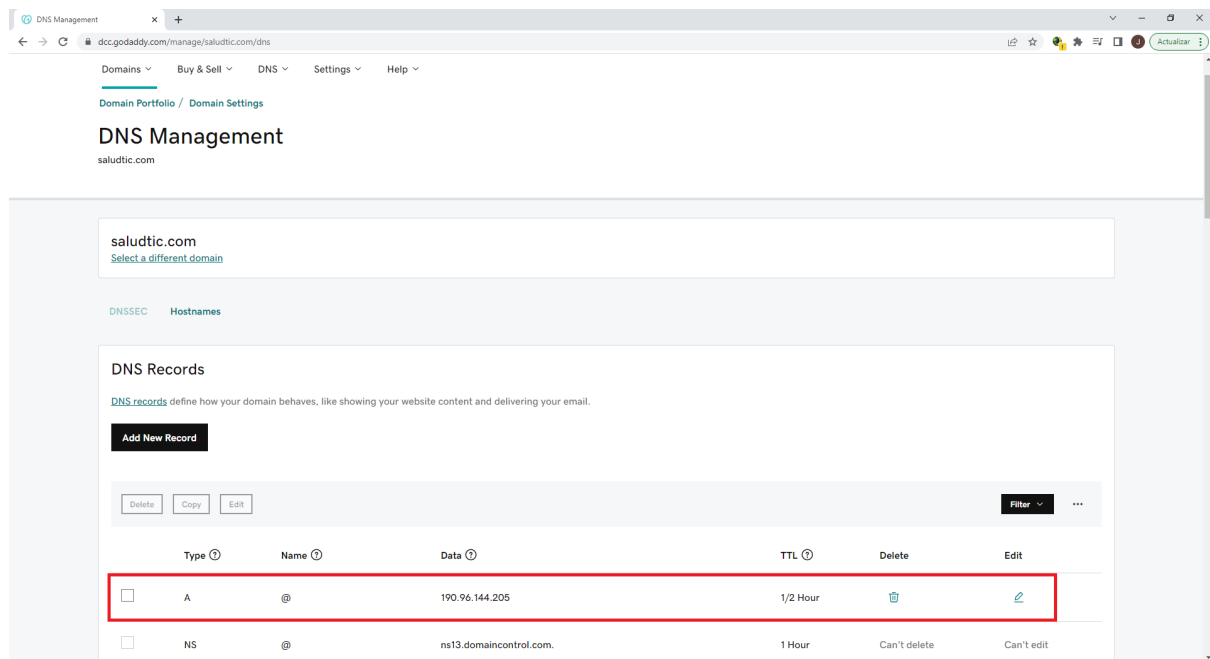 DNS Management
dcc.godaddy.com/manage/saludtic.com/dns
J
Actualizar
Domains Buy & Sell DNS Settings Help
Domain Portfolio / Domain Settings
DNS Management
saludtic.com
saludtic.com
Select a different domain
DNSSEC Hostnames
DNS Records
DNS records define how your domain behaves, like showing your website content and delivering your email.
Add New Record
Delete Copy Edit Filter ...
Type ? Name ? Data ? TTL ? Delete Edit
A @ 190.96.144.205 1/2 Hour
NS @ ns13.domaincontrol.com. 1 Hour Can't delete Can't edit